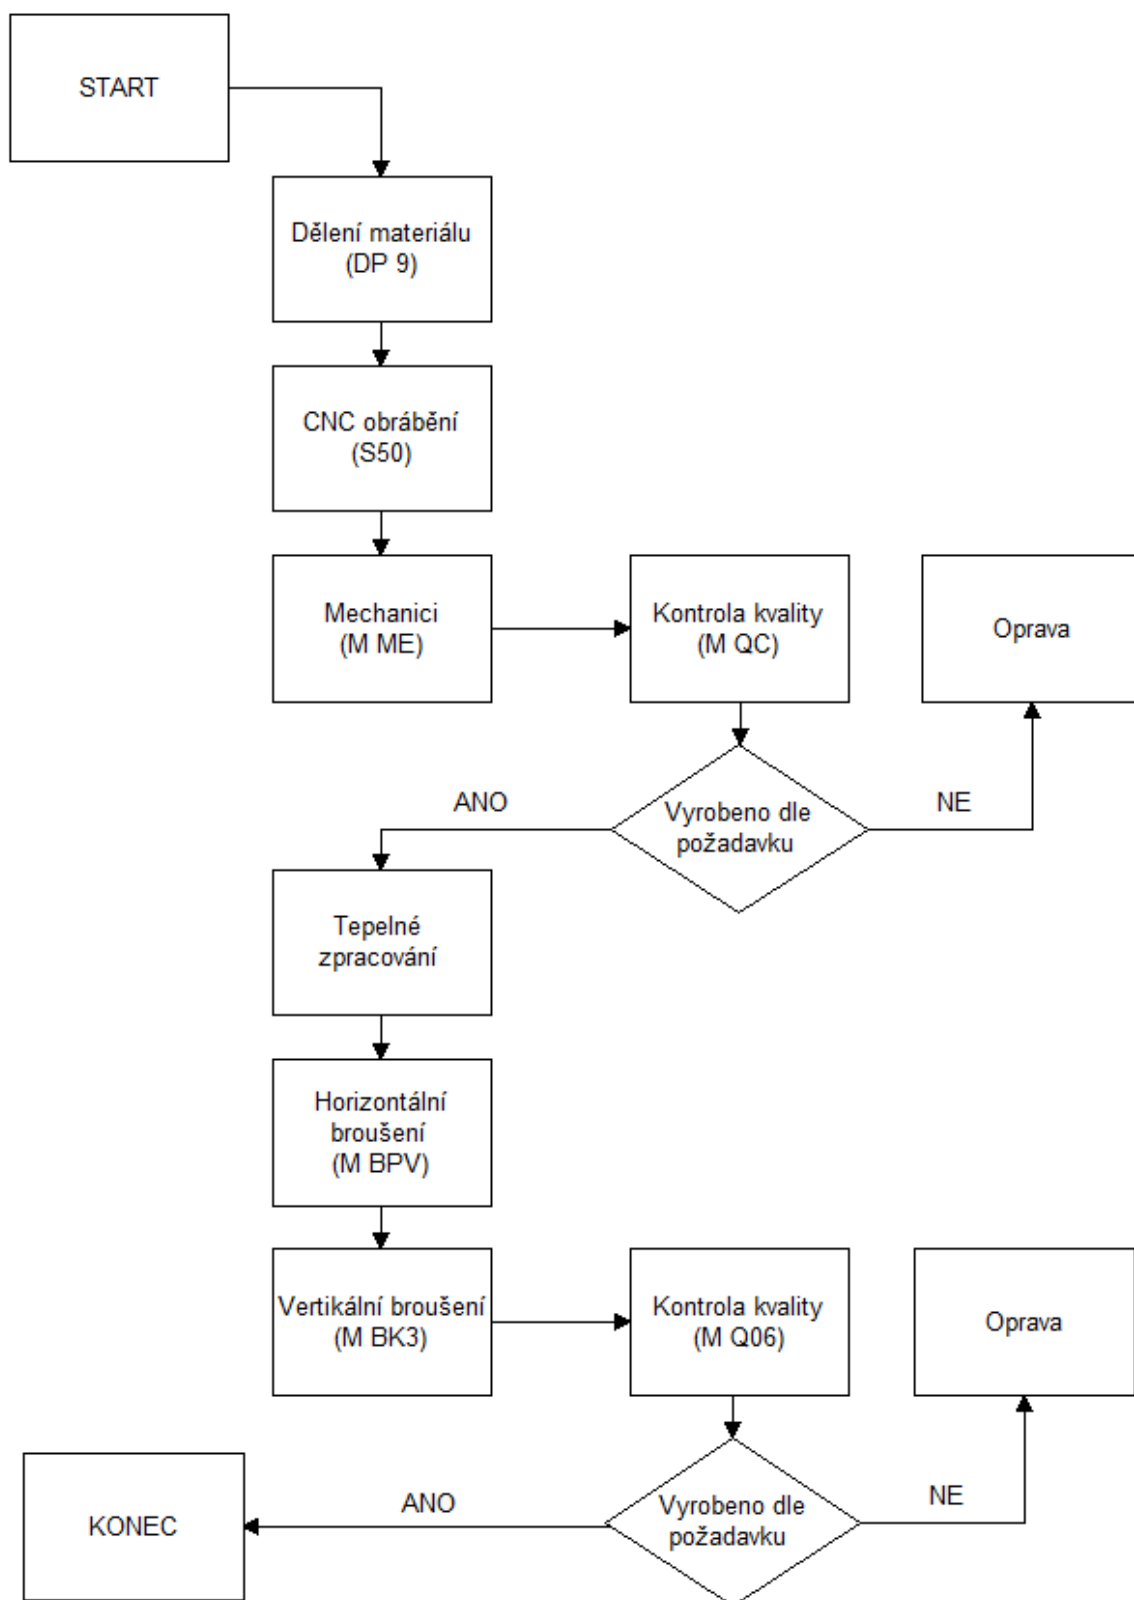 START
Dělení materiálu
(DP 9)
CNC obrábění
(S50)
Mechanici
(M ME)
Kontrola kvality
(M QC)
Oprava
ANO
Vyrobeno dle
požadavku
NE
Tepelné
zpracování
Horizontální
broušení
(M BPV)
Vertikální broušení
(M BK3)
Kontrola kvality
(M Q06)
Oprava
KONEC
ANO
Vyrobeno dle
požadavku
NE